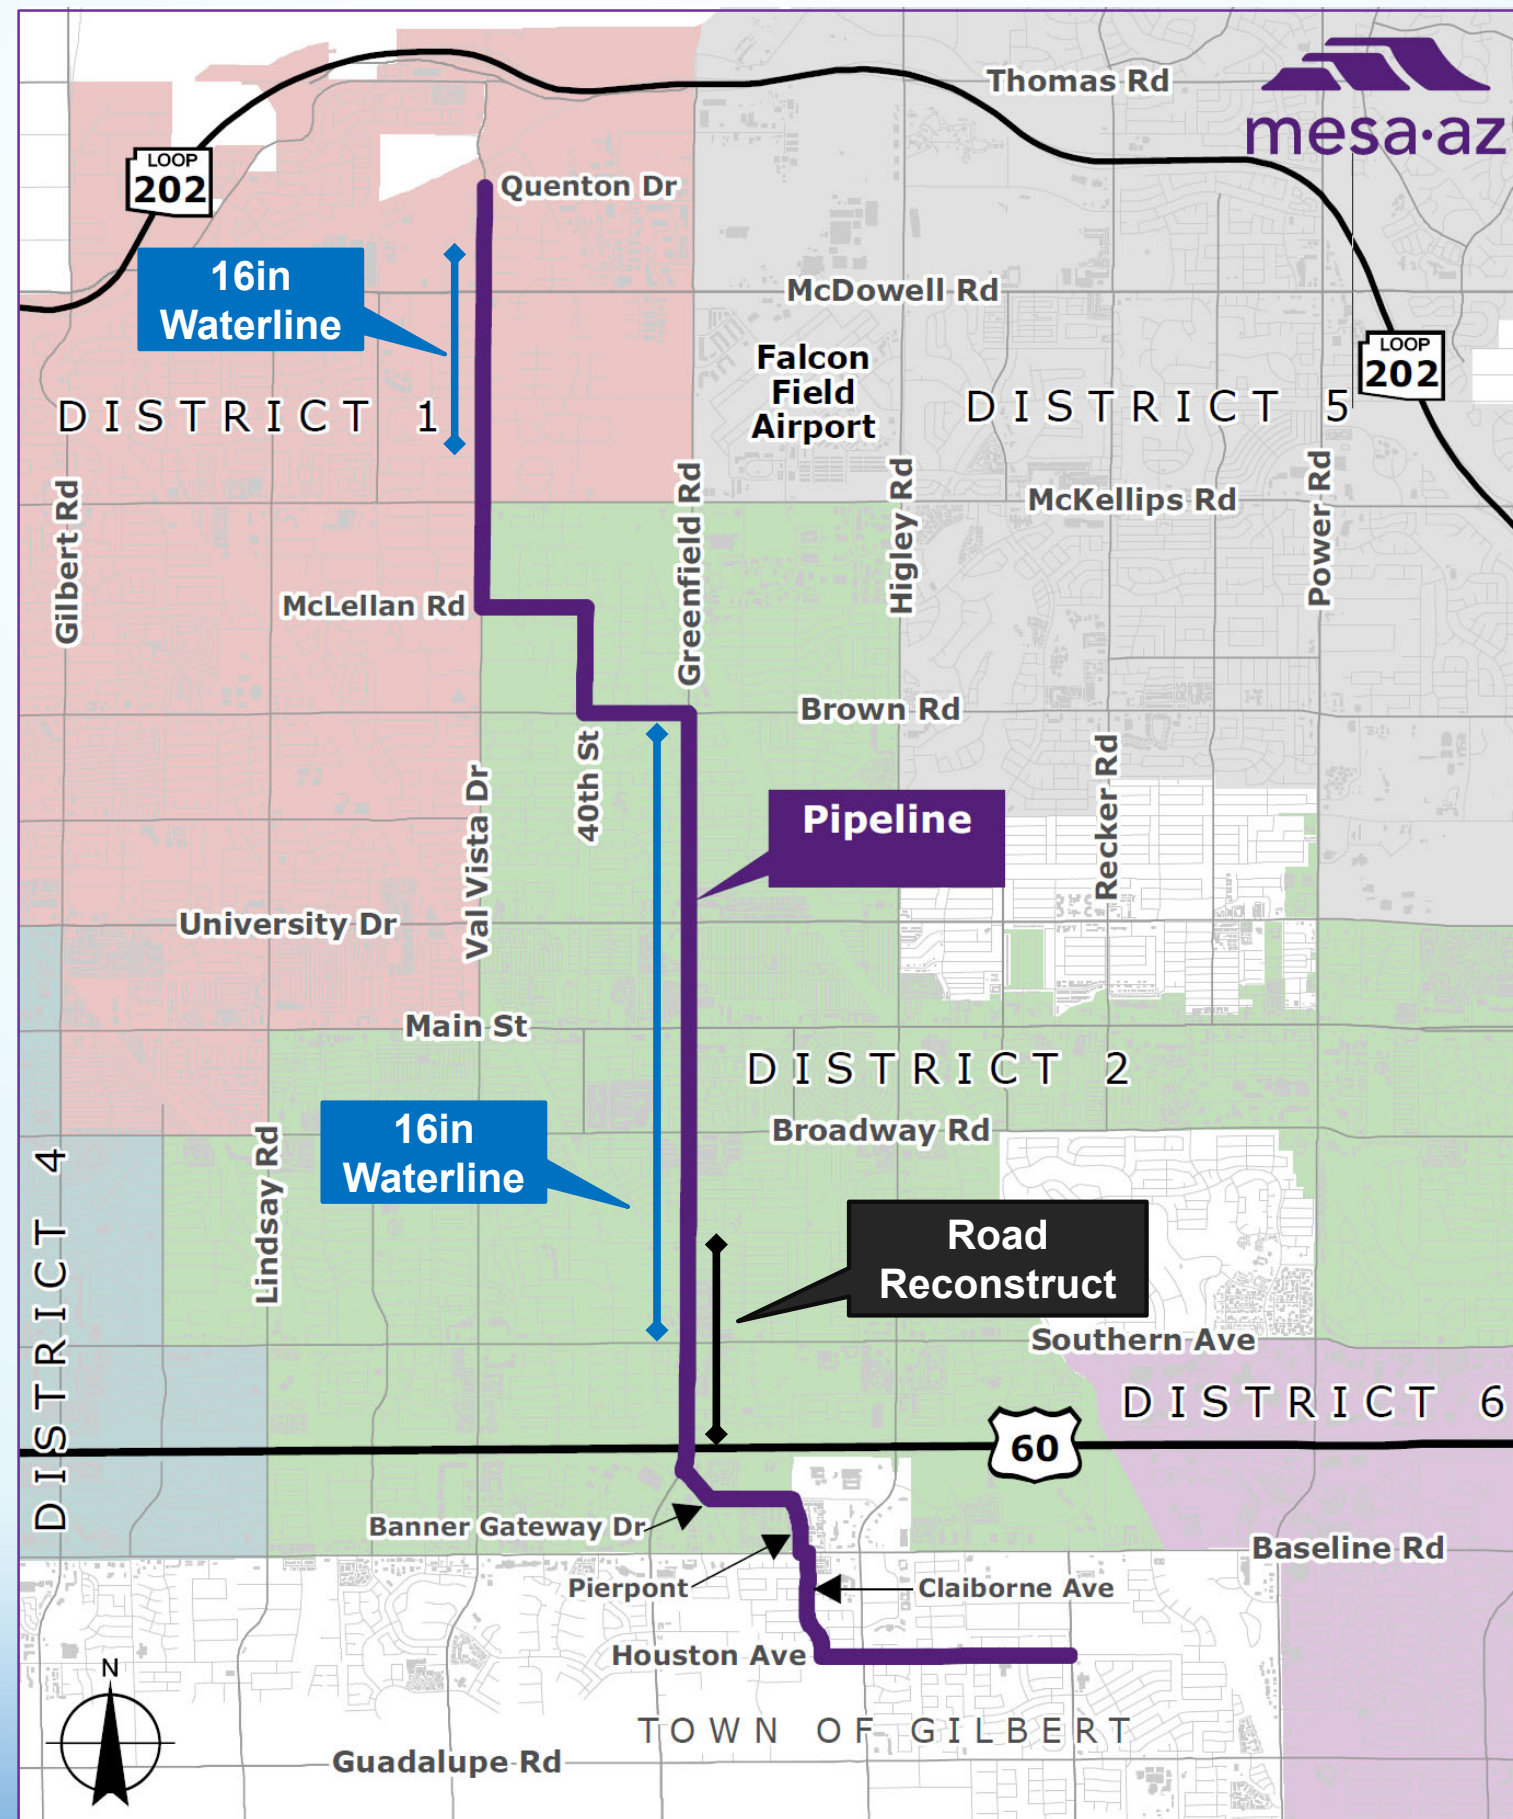 Thomas Rd
mesa·az
LOOP
202
Quenton Dr
16in
Waterline
McDowell Rd
Falcon
Field
Airport
LOOP
202
DISTRICT 1
DISTRICT 5
Gilbert Rd
Greenfield Rd
Higley Rd
McKellips Rd
Power Rd
McLellan Rd
Brown Rd
40th St
Val Vista Dr
Recker Rd
Pipeline
University Dr
Main St
DISTRICT 2
16in
Waterline
Broadway Rd
Lindsay Rd
DISTRICT 4
Road
Reconstruct
Southern Ave
DISTRICT 6
60
Banner Gateway Dr
Baseline Rd
Pierpont
Claiborne Ave
Houston Ave
N
TOWN OF GILBERT
Guadalupe Rd